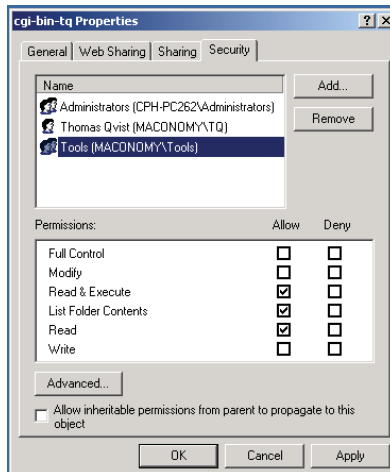 cgi-bin-tq Properties
General Web Sharing Sharing Security
Name
Add...
Administrators (CPH-PC262\Administrators)
Thomas Qvist (MACONOMY\TQ)
Remove
Tools (MACONOMY\Tools)
Permissions: Allow Deny
Full Control
Modify
Read & Execute
List Folder Contents
Read
Write
Advanced...
Allow inheritable permissions from parent to propagate to this
object
OK Cancel Apply